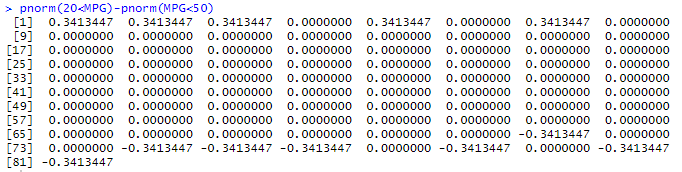 > pnorm(20<MPG)-pnorm(MPG<50)
[1] 0.3413447 0.3413447 0.3413447 0.0000000 0.3413447 0.0000000 0.3413447 0.0000000
[9] 0.0000000 0.0000000 0.0000000 0.0000000 0.0000000 0.0000000 0.0000000 0.0000000
[17] 0.0000000 0.0000000 0.0000000 0.0000000 0.0000000 0.0000000 0.0000000 0.0000000
[25] 0.0000000 0.0000000 0.0000000 0.0000000 0.0000000 0.0000000 0.0000000 0.0000000
[33] 0.0000000 0.0000000 0.0000000 0.0000000 0.0000000 0.0000000 0.0000000 0.0000000
[41] 0.0000000 0.0000000 0.0000000 0.0000000 0.0000000 0.0000000 0.0000000 0.0000000
[49] 0.0000000 0.0000000 0.0000000 0.0000000 0.0000000 0.0000000 0.0000000 0.0000000
[57] 0.0000000 0.0000000 0.0000000 0.0000000 0.0000000 0.0000000 0.0000000 0.0000000
[65] 0.0000000 0.0000000 0.0000000 0.0000000 0.0000000 0.0000000 -0.3413447 0.0000000
[73] 0.0000000 -0.3413447 -0.3413447 -0.3413447 0.0000000 -0.3413447 0.0000000 -0.3413447
[81] -0.3413447